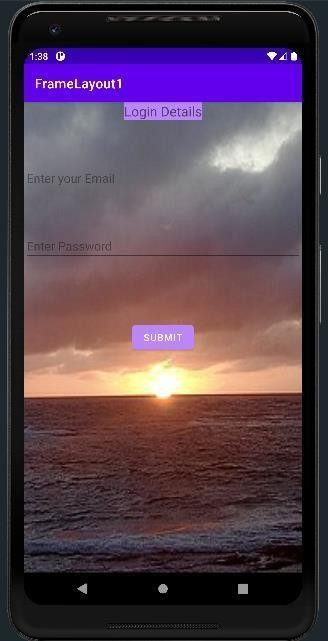 1:38
FrameLayout1
Login Details
Enter your Email
Enter Password
SUBMIT